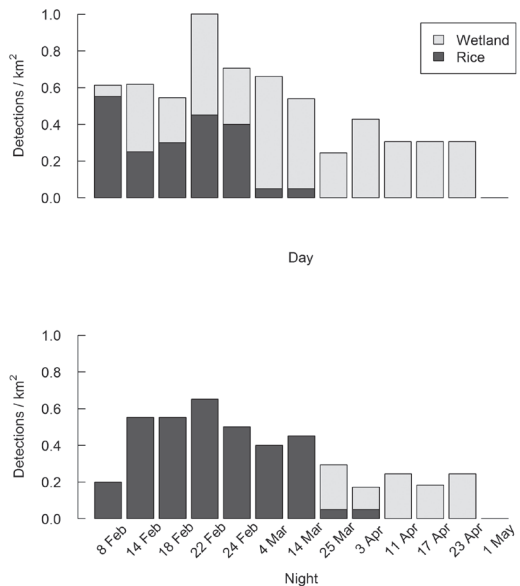 1.0
0.8
0.6
0.4
0.2
0.0
Detections / km²
Wetland
Rice
Day
1.0
0.8
0.6
0.4
0.2
0.0
Detections / km²
8 Feb
14 Feb
18 Feb
22 Feb
24 Feb
4 Mar
14 Mar
25 Mar
3 Apr
11 Apr
17 Apr
23 Apr
1 May
Night